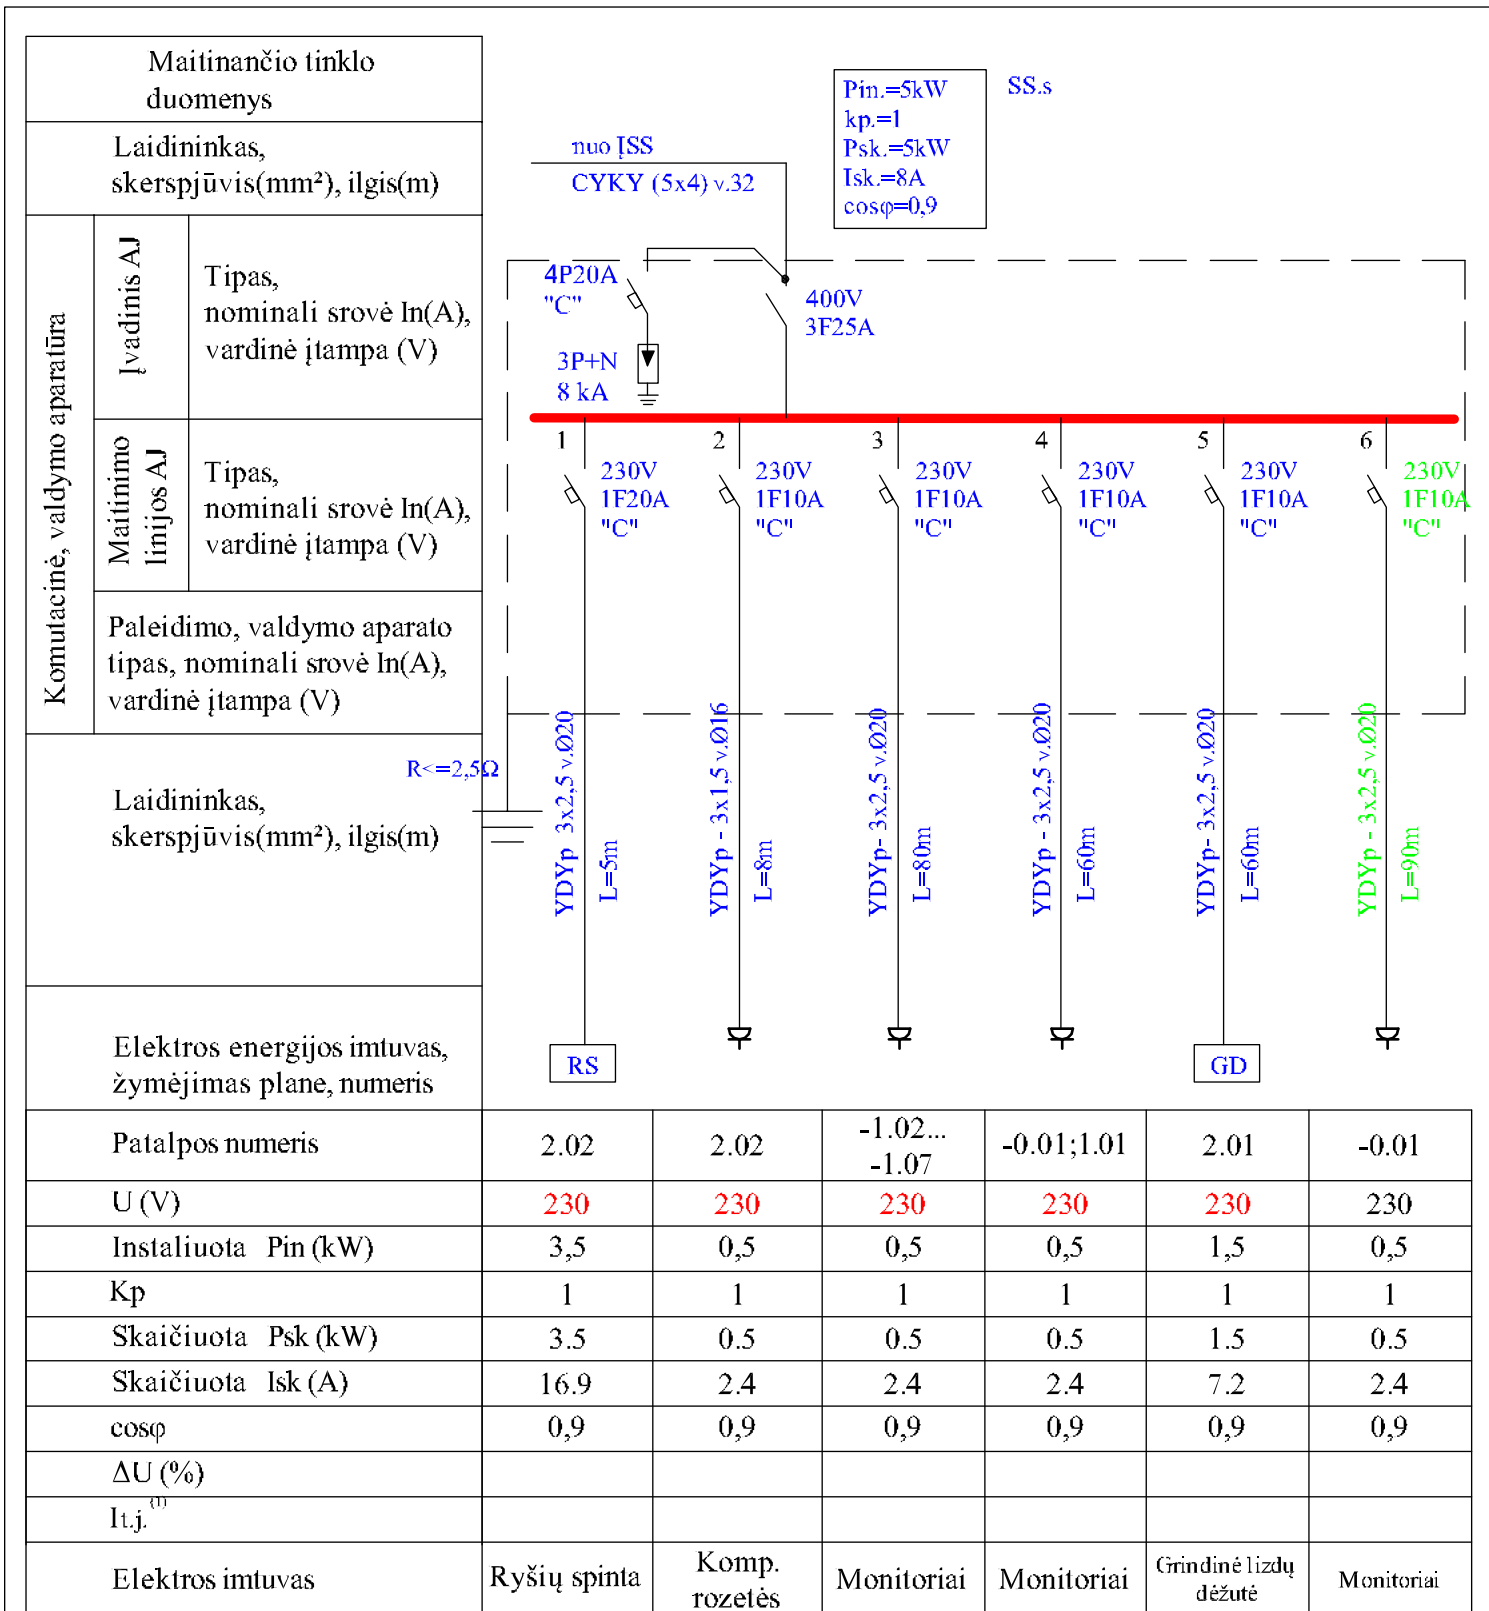 Maitinančio tinklo
duomenys
Laidininkas,
skerspjūvis(mm²), ilgis(m)
Komutacinė, valdymo aparatūra
Įvadinis AJ
Tipas,
nominali srovė In(A),
vardinė įtampa (V)
Maitinimo
linijos AJ
Tipas,
nominali srovė In(A),
vardinė įtampa (V)
Paleidimo, valdymo aparato
tipas, nominali srovė In(A),
vardinė įtampa (V)
Laidininkas,
skerspjūvis(mm²), ilgis(m)
Elektros energijos imtuvas,
žymėjimas plane, numeris
nuo ĮSS
CYKY (5x4) v.32
Pin.=5kW
kp.=1
Psk.=5kW
Isk.=8A
cosφ=0,9
SS.s
4P20A
"C"
3P+N
8 kA
400V
3F25A
1
230V
1F20A
"C"
2
230V
1F10A
"C"
3
230V
1F10A
"C"
4
230V
1F10A
"C"
5
230V
1F10A
"C"
6
230V
1F10A
"C"
R<=2,5Ω
YDYp 3x2,5 v.Ø20
L=5m
YDYp - 3x1,5 v.Ø16
L=8m
YDYp- 3x2,5 v.Ø20
L=80m
YDYp - 3x2,5 v.Ø20
L=60m
YDYp- 3x2,5 v.Ø20
L=60m
YDYp - 3x2,5 v.Ø20
L=90m
RS
GD
Patalpos numeris 2.02 2.02 -1.02...
-1.07 -0.01;1.01 2.01 -0.01
U (V) 230 230 230 230 230 230
Instaliuota Pin (kW) 3,5 0,5 0,5 0,5 1,5 0,5
Kp 1 1 1 1 1 1
Skaičiuota Psk (kW) 3.5 0.5 0.5 0.5 1.5 0.5
Skaičiuota Isk (A) 16.9 2.4 2.4 2.4 7.2 2.4
cosφ 0,9 0,9 0,9 0,9 0,9 0,9
ΔU (%)
It.j.(1)
Elektros imtuvas Ryšių spinta Komp.
rozetės Monitoriai Monitoriai Grindinė lizdų
dėžutė Monitoriai